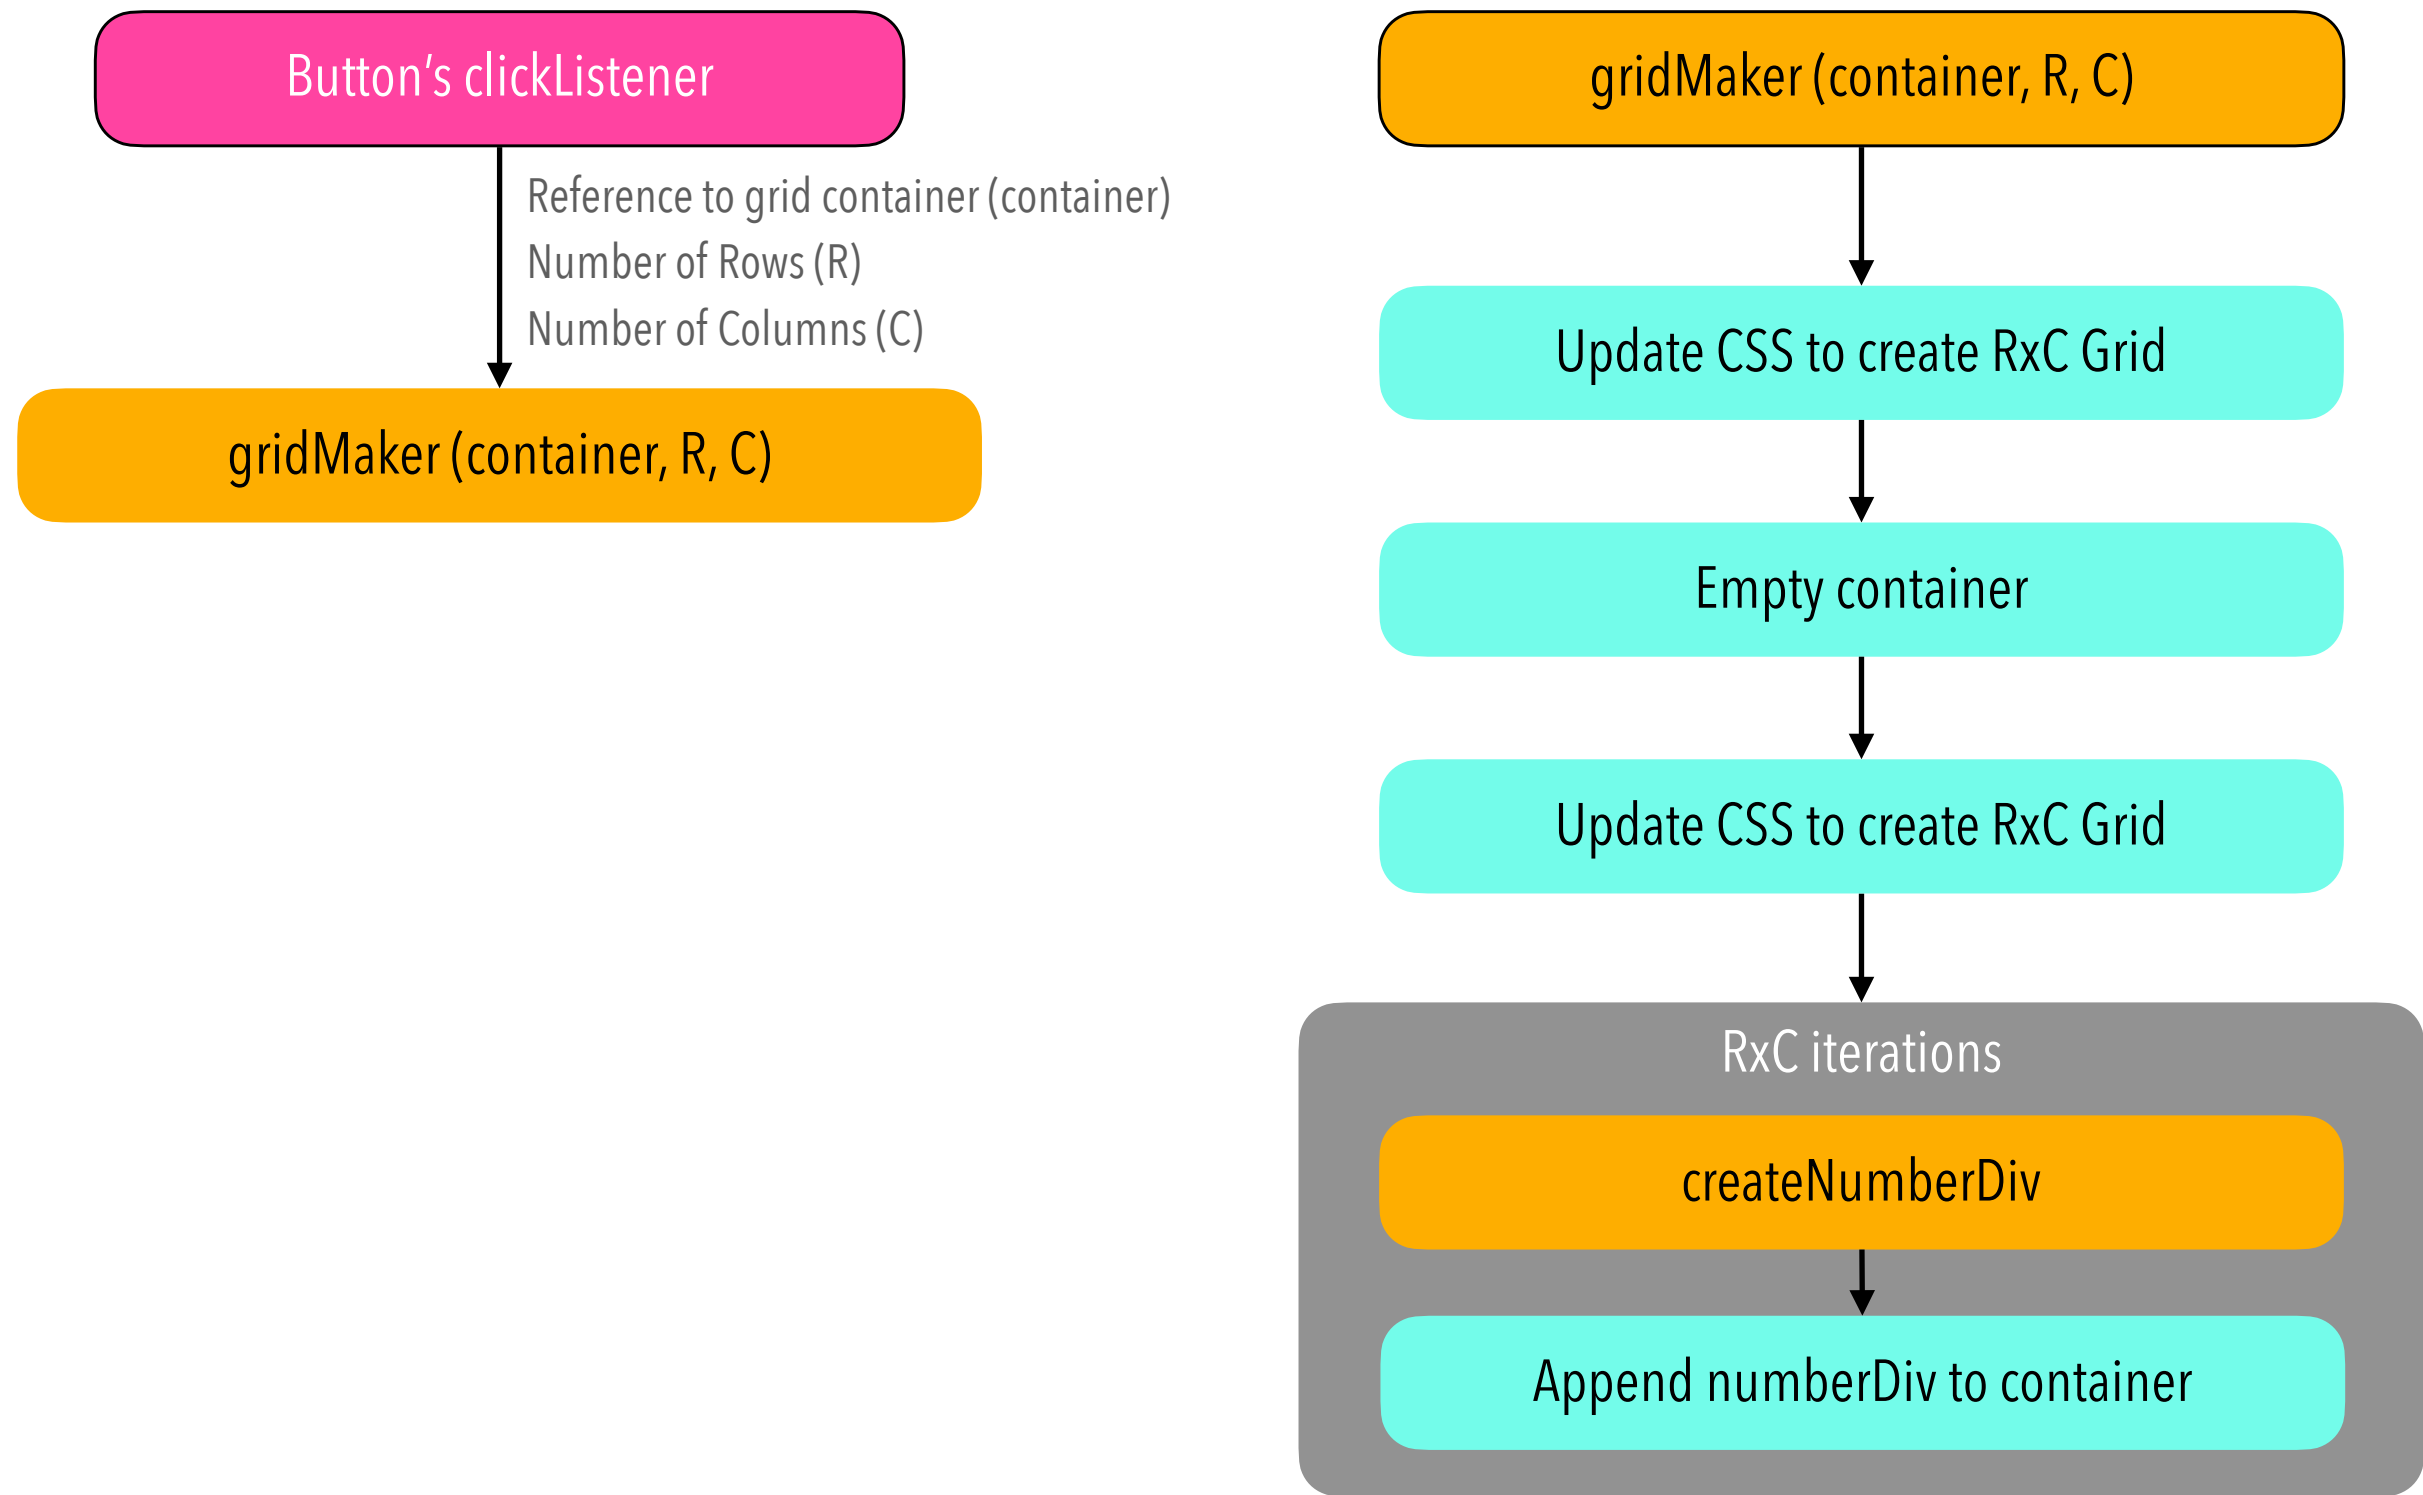 Button’s clickListener
Reference to grid container (container)
Number of Rows (R)
Number of Columns (C)
gridMaker (container, R, C)
gridMaker (container, R, C)
Update CSS to create RxC Grid
Empty container
Update CSS to create RxC Grid
RxC iterations
createNumberDiv
Append numberDiv to container